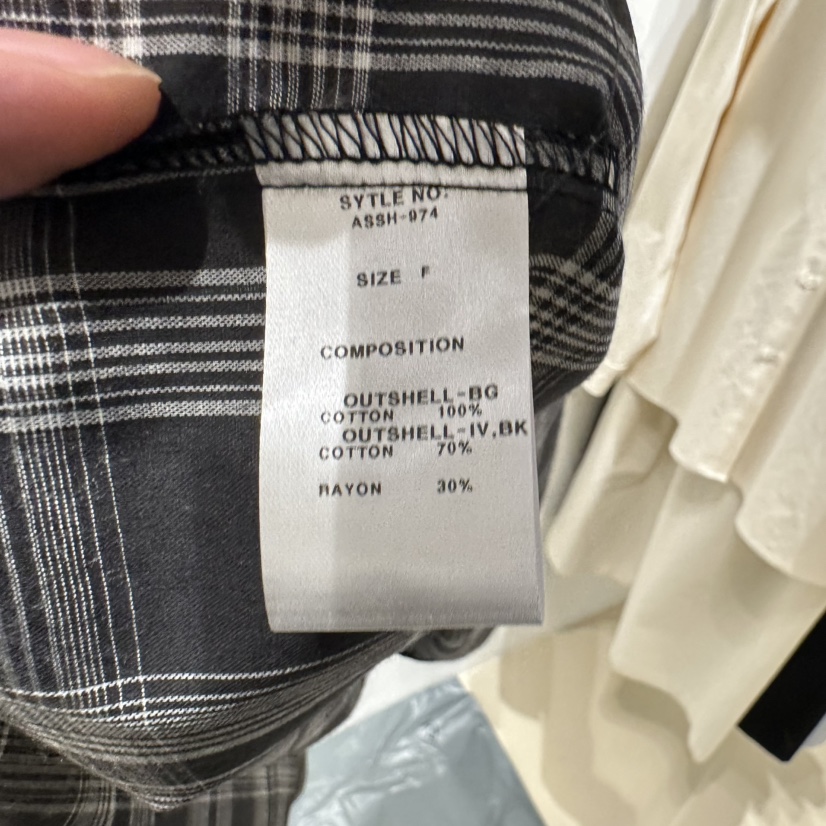 SYTLE NO:
ASSH-974
SIZE F
COMPOSITION
OUTSHELL-BG
COTTON 100%
OUTSHELL-IV,BK
COTTON 70%
RAYON 30%